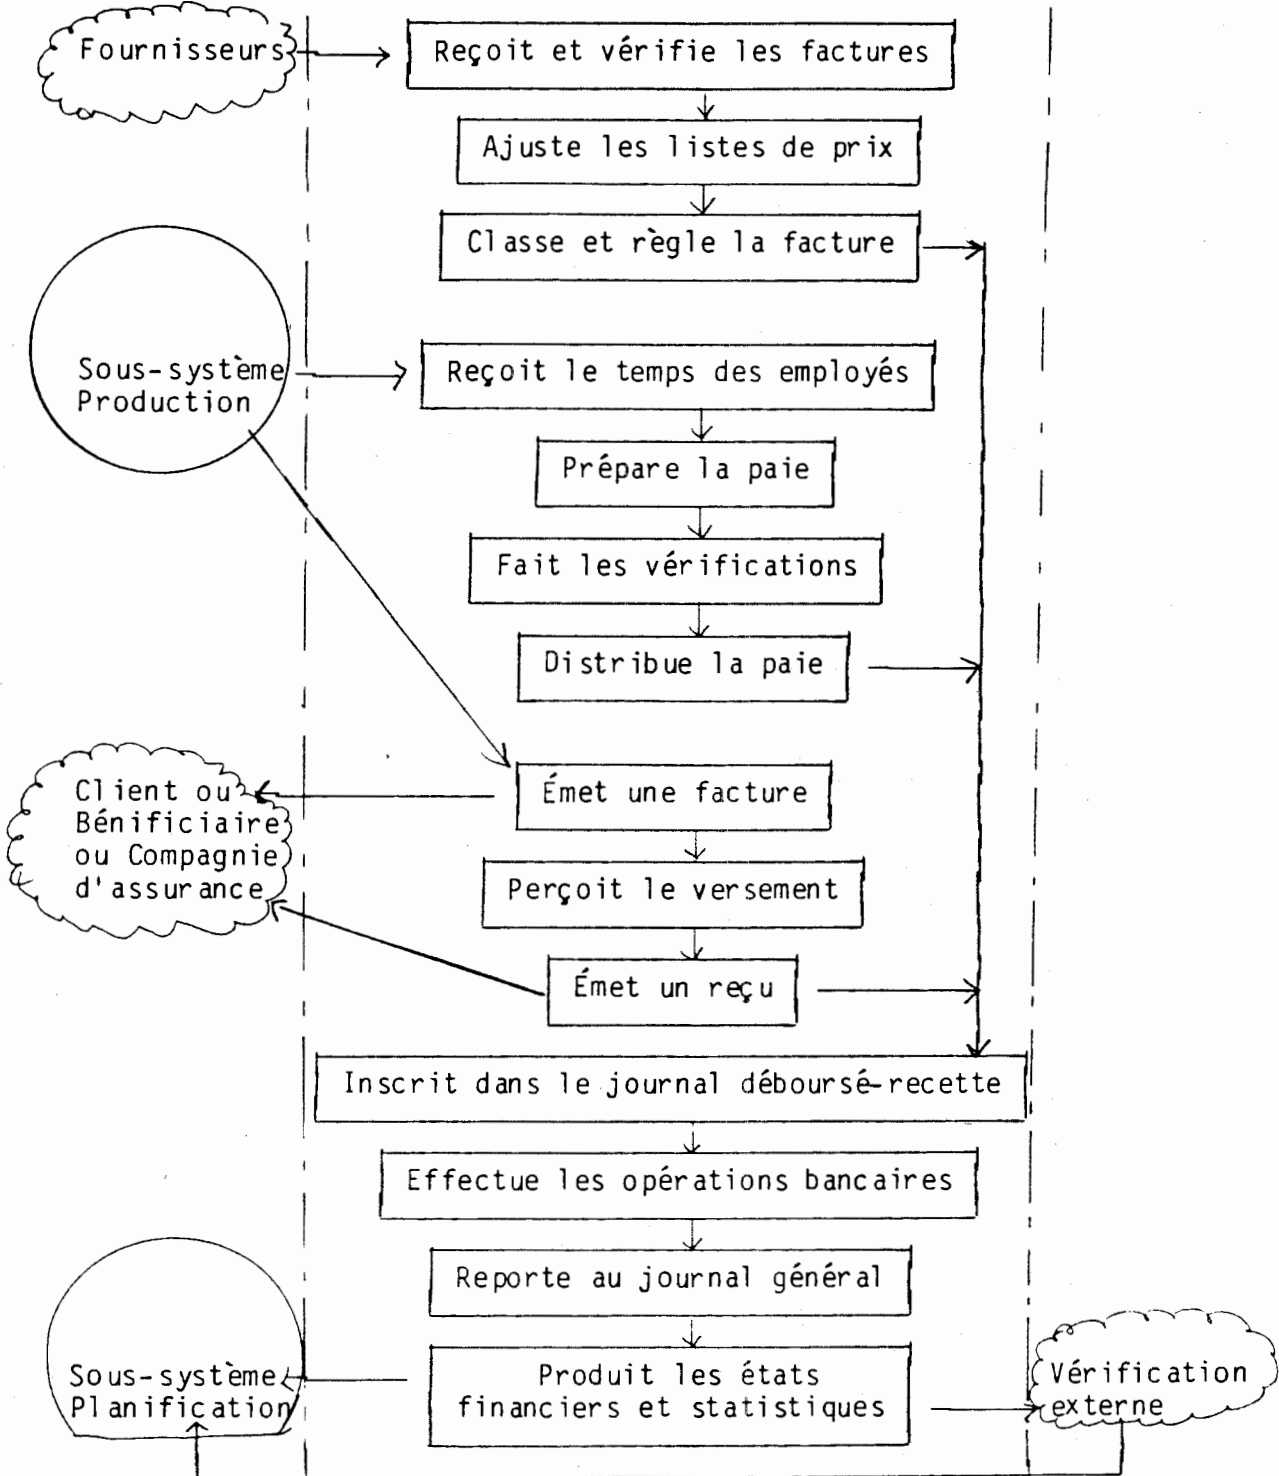 Fournisseurs
Reçoit et vérifie les factures
Ajuste les listes de prix
Classe et règle la facture
Sous-système
Production
Reçoit le temps des employés
Prépare la paie
Fait les vérifications
Distribue la paie
Client ou
Bénificiaire
ou Compagnie
d'assurance
Émet une facture
Perçoit le versement
Émet un reçu
Inscrit dans le journal déboursé-recette
Effectue les opérations bancaires
Reporte au journal général
Sous-système
Planification
Produit les états
financiers et statistiques
Vérification
externe